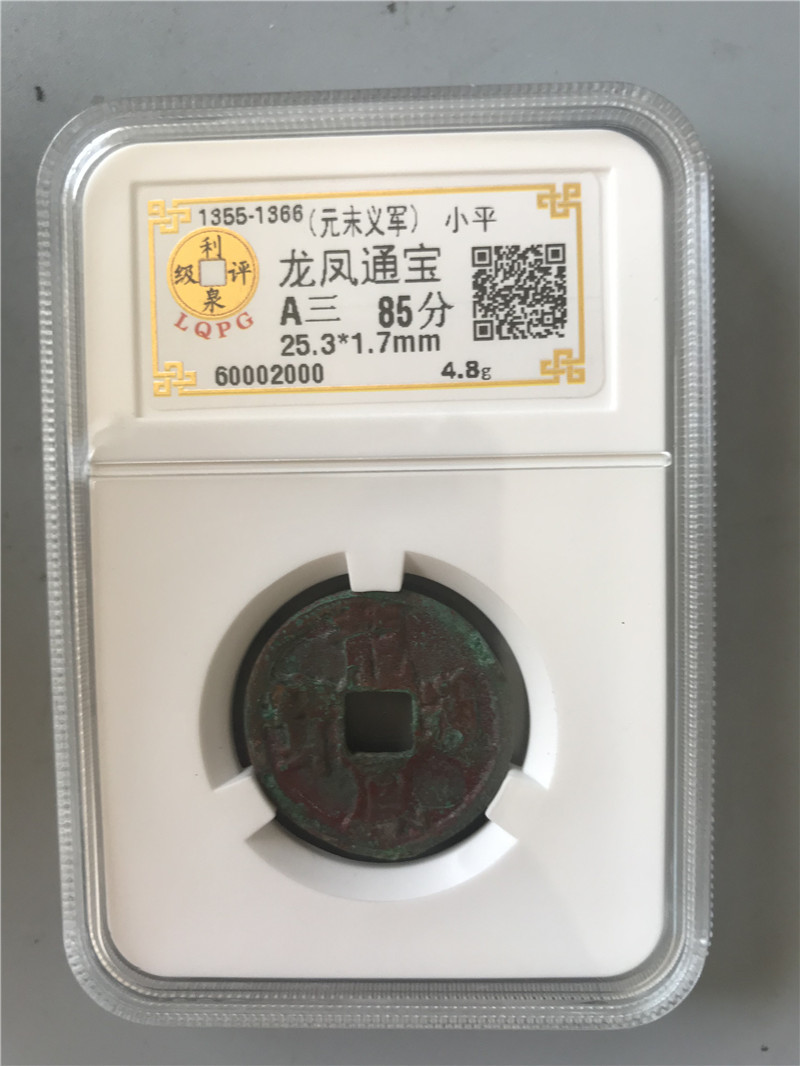 1355-1366 (元末义军) 小平
利泉评级
LQPG
龙凤通宝
A三 85分
25.3*1.7mm
60002000 4.8g